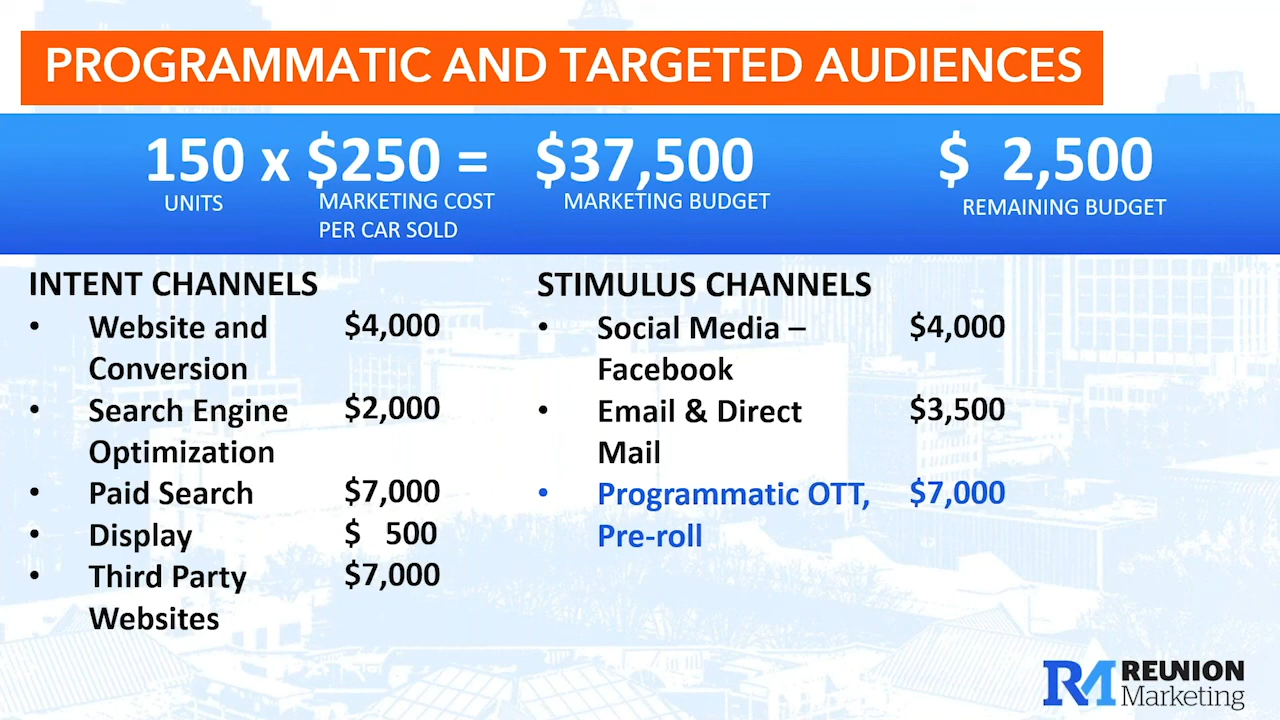 PROGRAMMATIC AND TARGETED AUDIENCES
150 x $250 = $37,500 $ 2,500
UNITS MARKETING COST PER CAR SOLD MARKETING BUDGET REMAINING BUDGET
INTENT CHANNELS
• Website and Conversion $4,000
• Search Engine Optimization $2,000
• Paid Search $7,000
• Display $ 500
• Third Party Websites $7,000
STIMULUS CHANNELS
• Social Media – Facebook $4,000
• Email & Direct Mail $3,500
• Programmatic OTT, Pre-roll $7,000
RM REUNION
Marketing